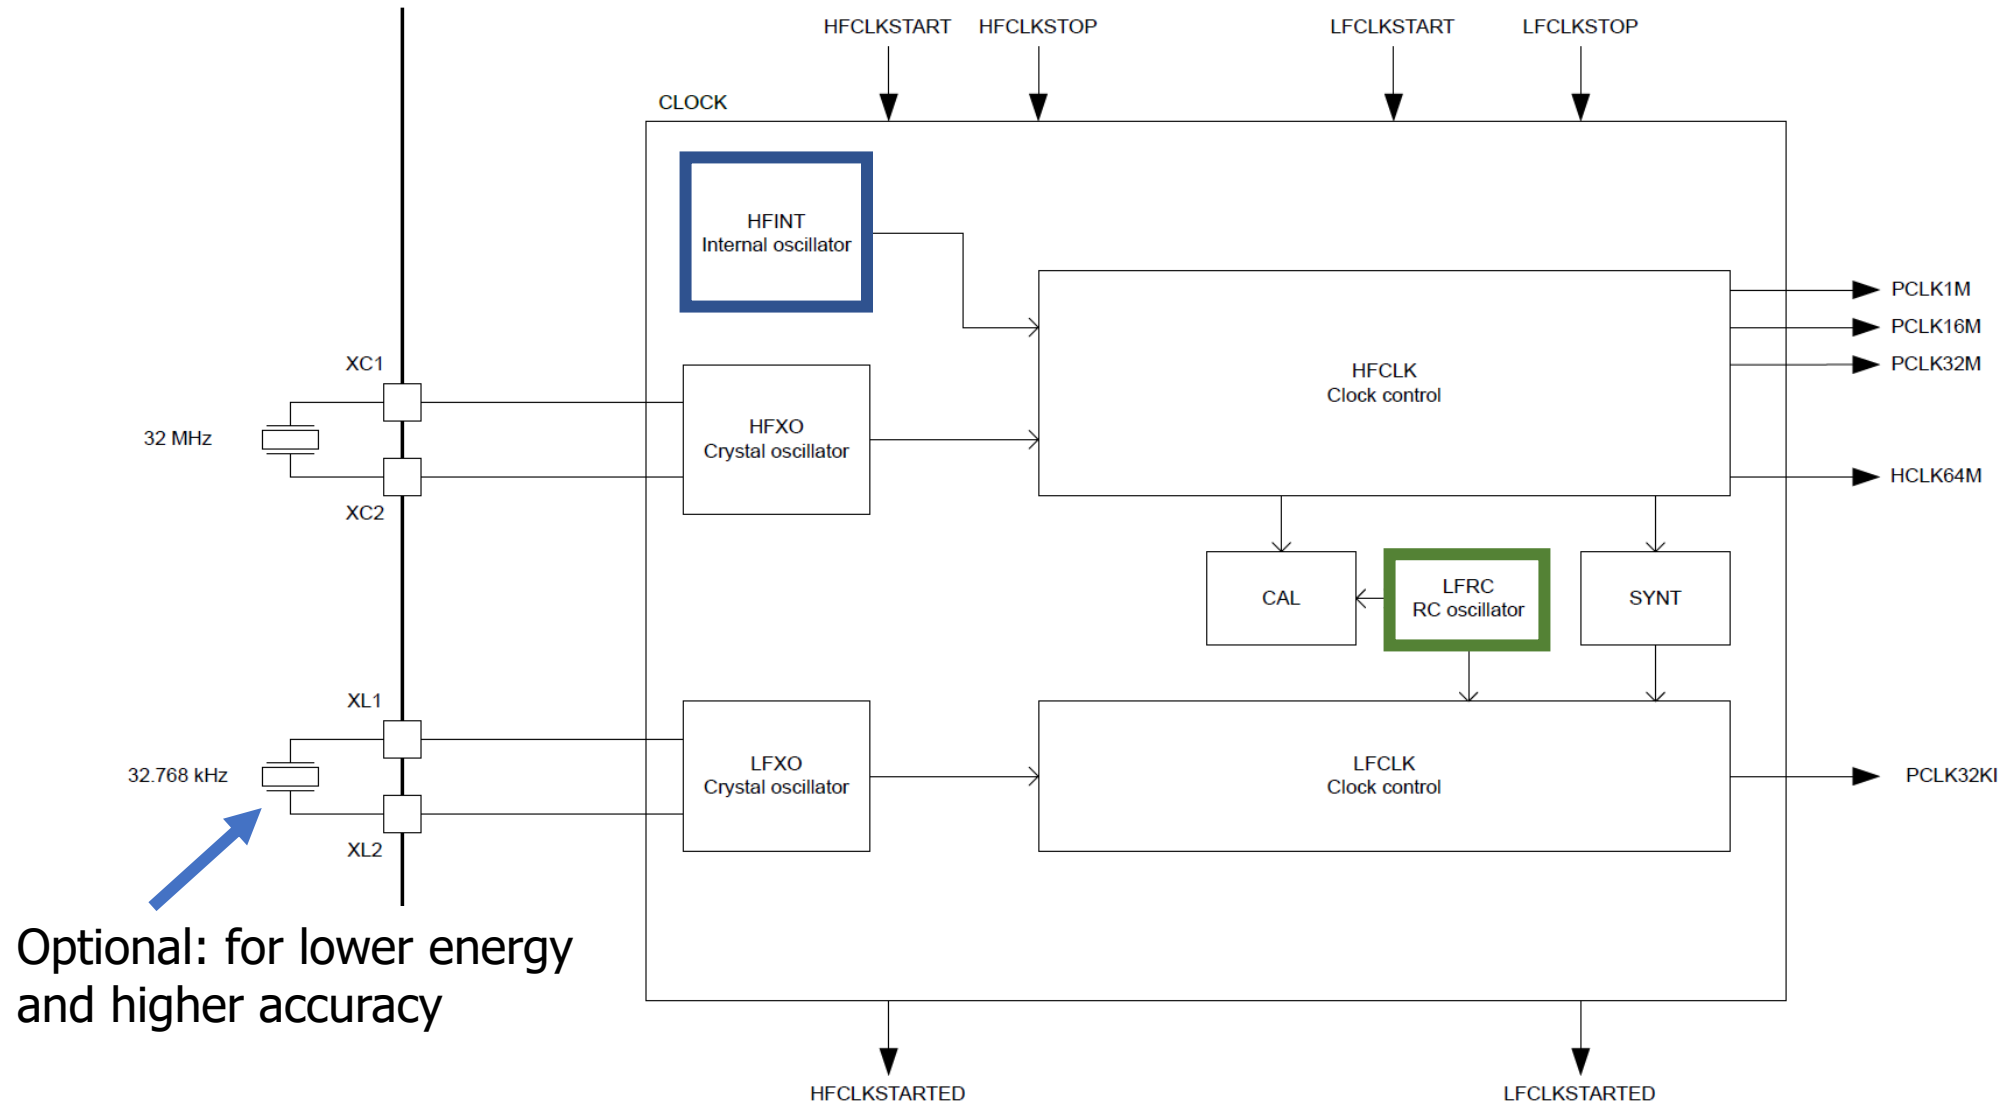 HFCLKSTART HFCLKSTOP LFCLKSTART LFCLKSTOP
CLOCK
HFINT
Internal oscillator
PCLK1M
PCLK16M
XC1
HFCLK
Clock control
PCLK32M
32 MHz
HFXO
Crystal oscillator
HCLK64M
XC2
CAL
LFRC
RC oscillator
SYNT
XL1
32.768 kHz
LFXO
Crystal oscillator
LFCLK
Clock control
PCLK32KI
XL2
Optional: for lower energy
and higher accuracy
HFCLKSTARTED LFCLKSTARTED